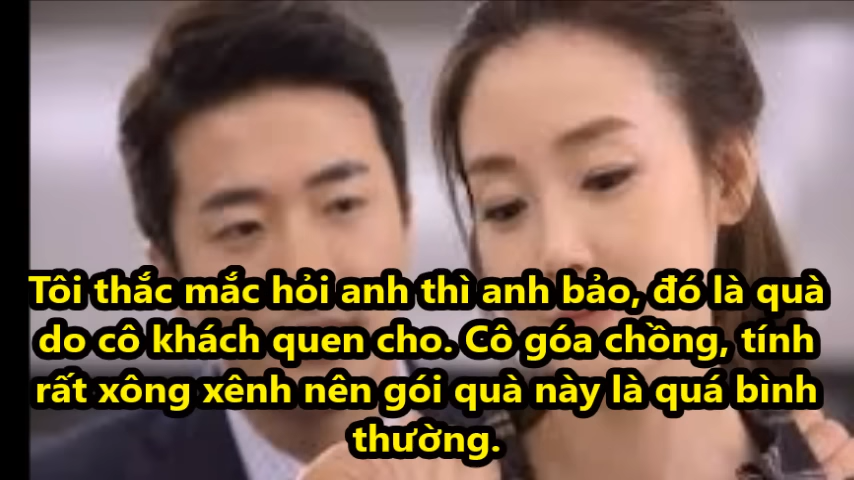 Tôi thắc mắc hỏi anh thì anh bảo, đó là quà
do cô khách quen cho. Cô góa chồng, tính
rất xông xênh nên gói quà này là quá bình
thường.